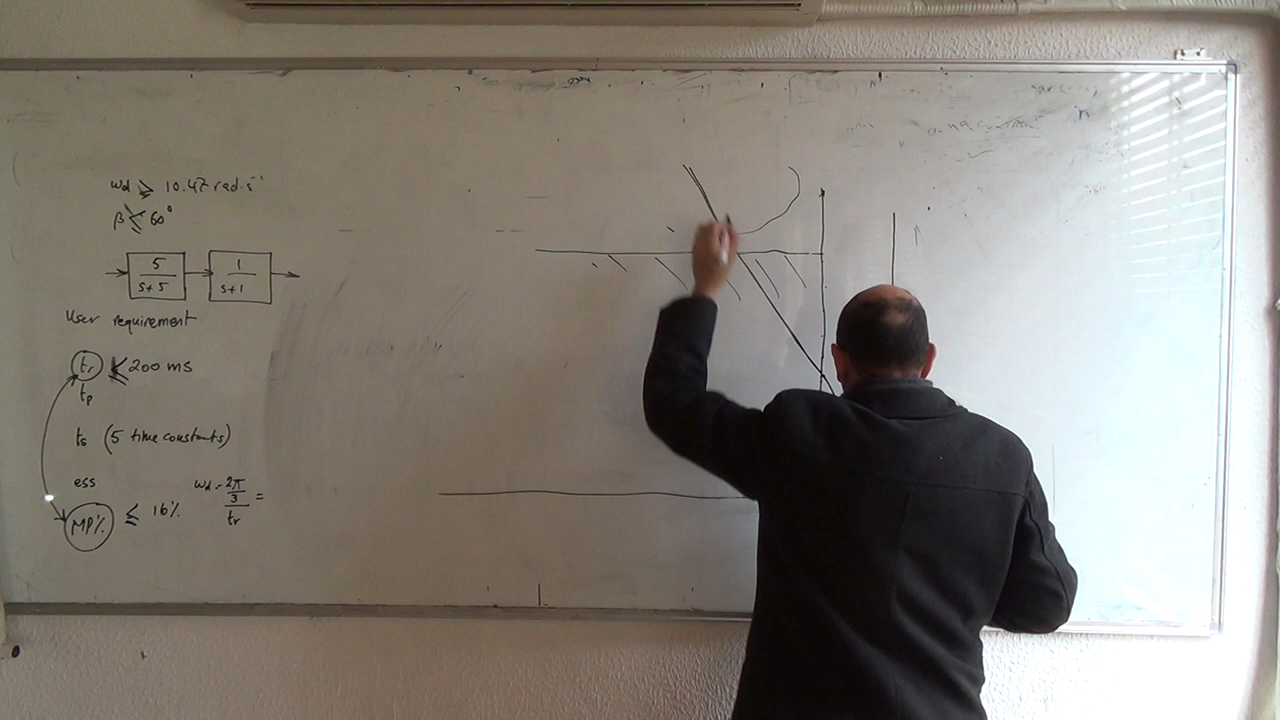 ωd ⩾ 10.47 rad.s⁻¹
β ⩽ 60°
5 / s+5
1 / s+1
User requirement
tr ⩽ 200 ms
tp
ts (5 time constants)
ess
ωd = 2π/3 / tr =
MP% ⩽ 16%